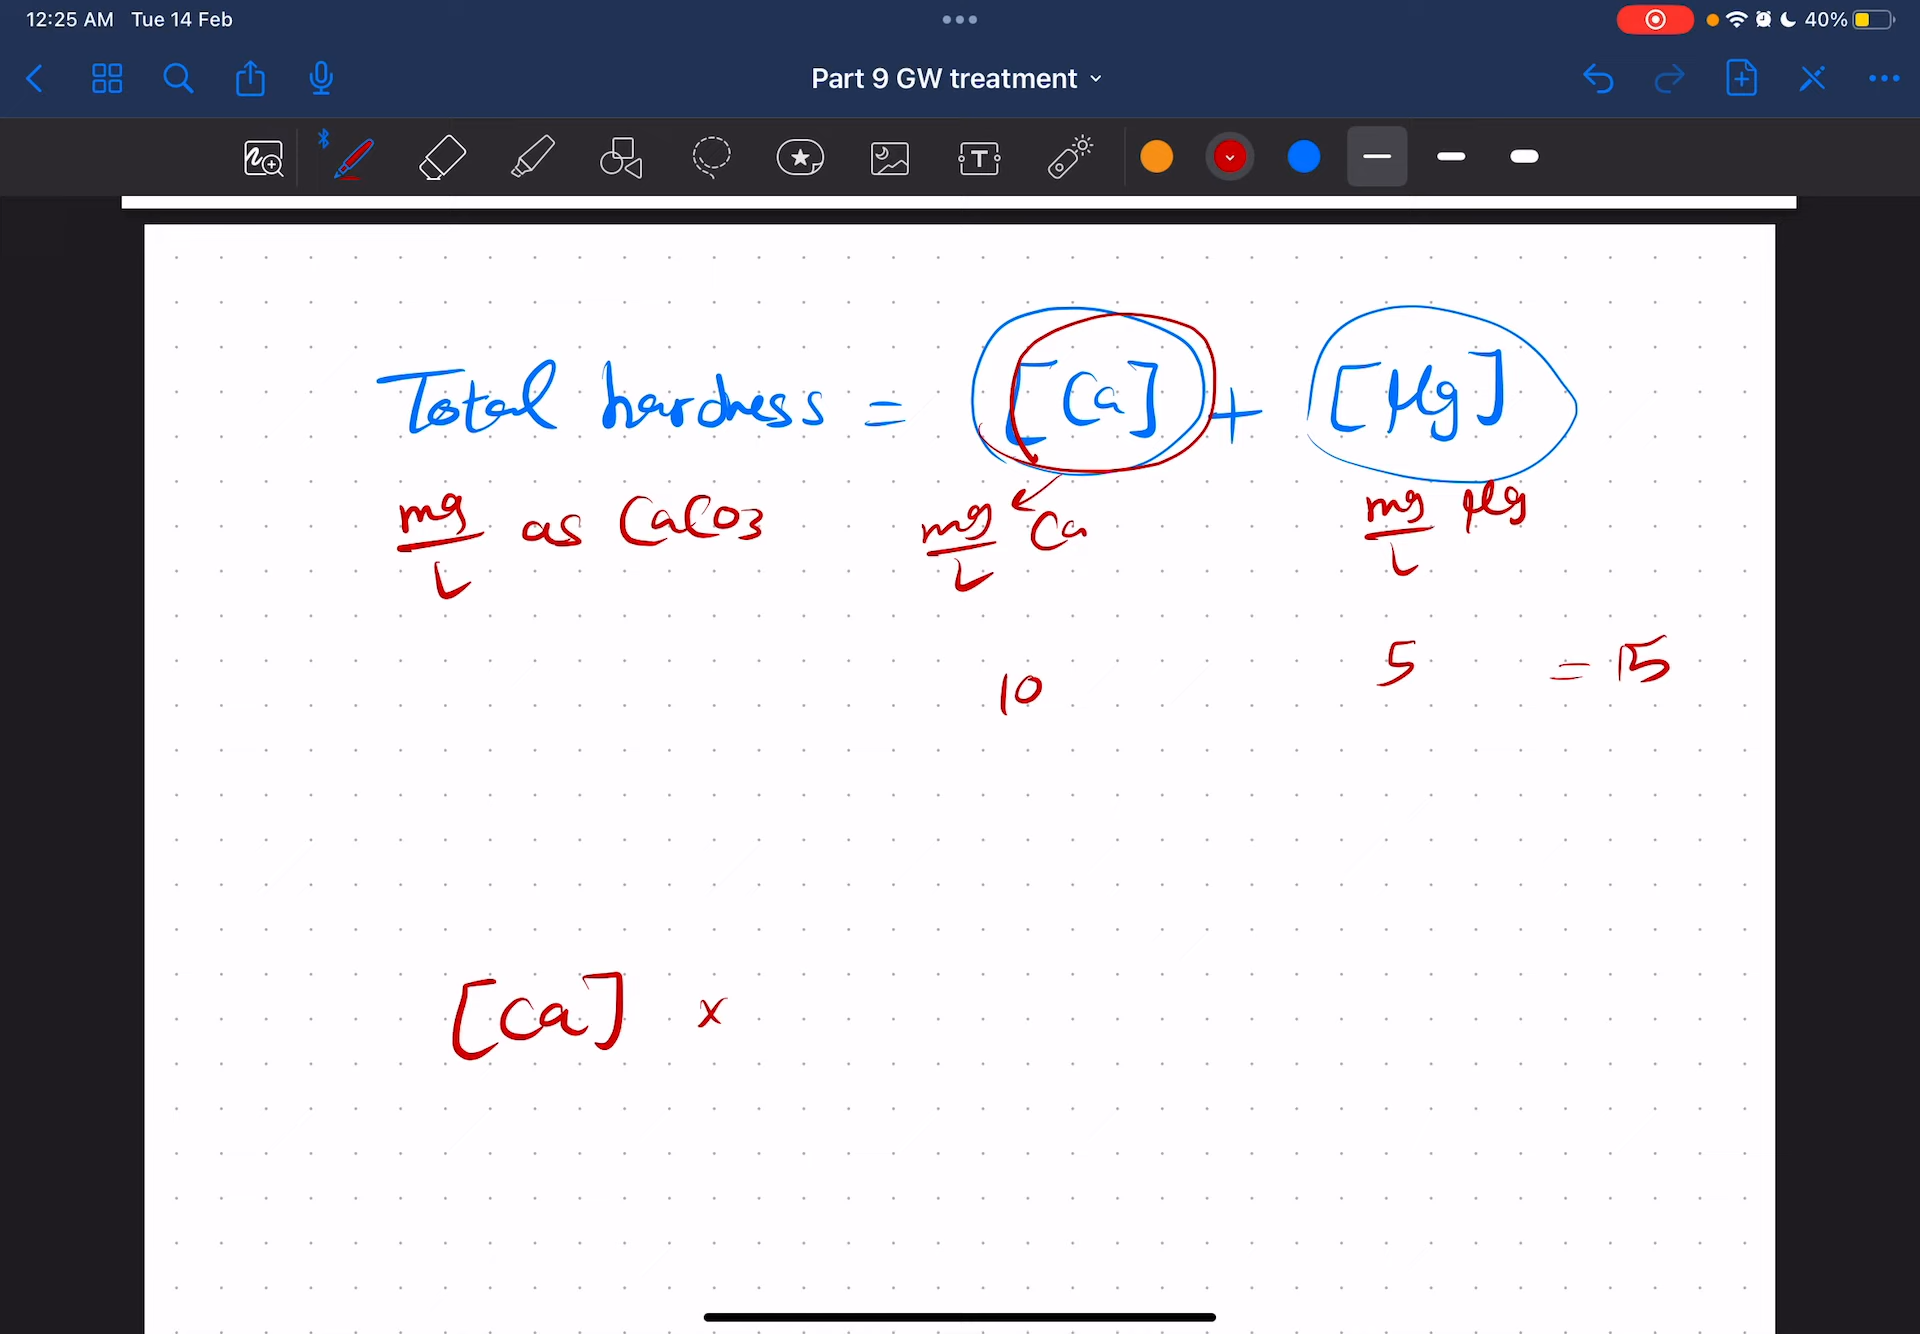 12:25 AM Tue 14 Feb
40%
Part 9 GW treatment
T
Total hardness = [Ca] + [Mg]
mg/L as CaCO3 mg/L Ca mg/L Mg
10 5 = 15
[Ca] x